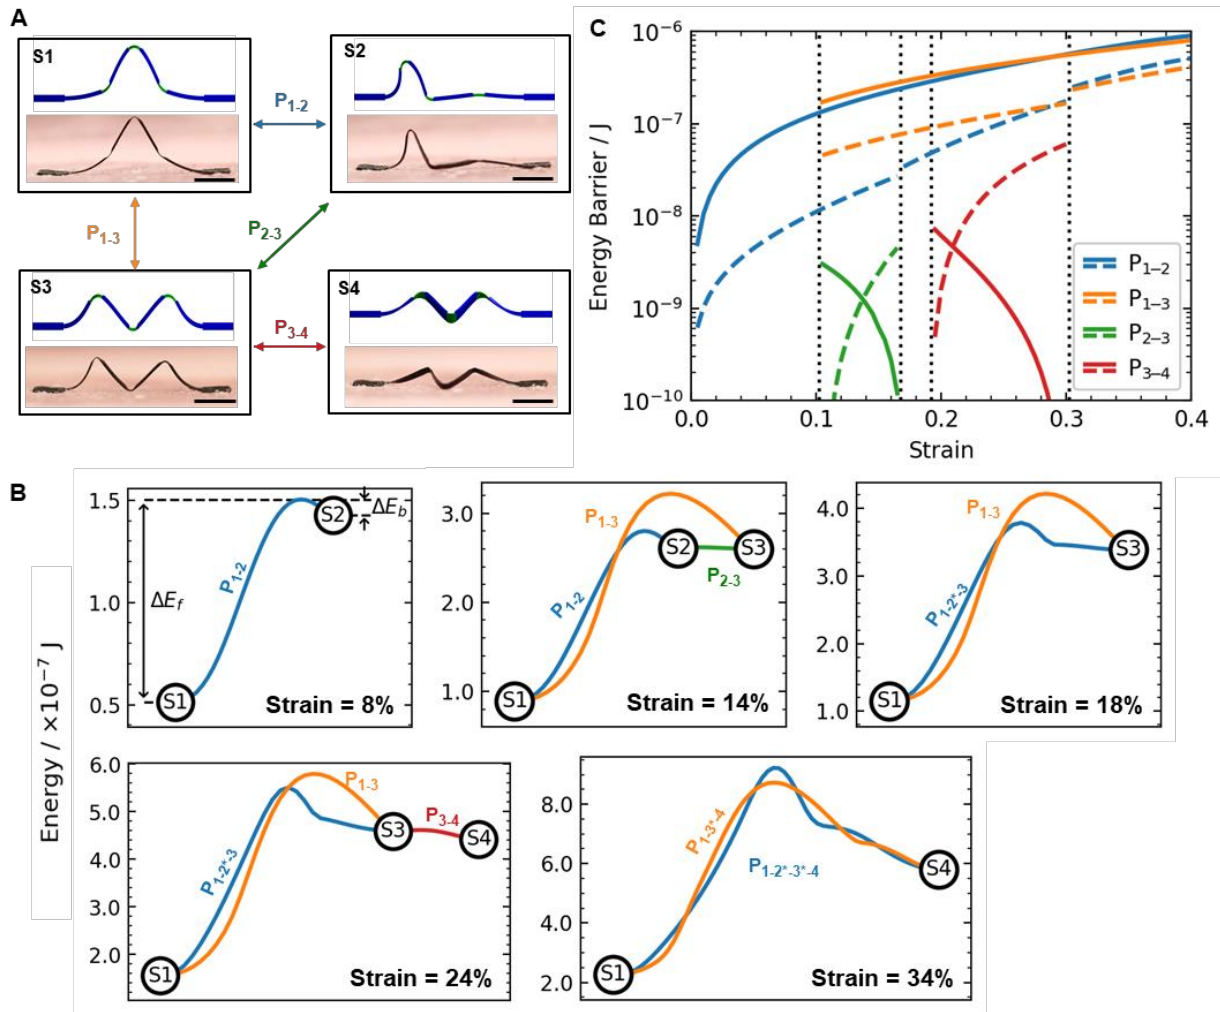 A
S1
S2
P1-2
P1-3
P2-3
S3
S4
P3-4
C
Energy Barrier / J
10⁻⁶
10⁻⁷
10⁻⁸
10⁻⁹
10⁻¹⁰
0.0 0.1 0.2 0.3 0.4
Strain
P1−2
P1−3
P2−3
P3−4
B
Energy / ×10⁻⁷ J
1.5
1.0
0.5
ΔEf
ΔEb
P1-2
S1
S2
Strain = 8%
3.0
2.0
1.0
P1-3
P1-2
P2-3
S1
S2
S3
Strain = 14%
4.0
3.0
2.0
1.0
P1-3
P1-2*-3
S1
S3
Strain = 18%
6.0
5.0
4.0
3.0
2.0
P1-3
P3-4
P1-2*-3
S1
S3
S4
Strain = 24%
8.0
6.0
4.0
2.0
P1-3*-4
P1-2*-3*-4
S1
S4
Strain = 34%